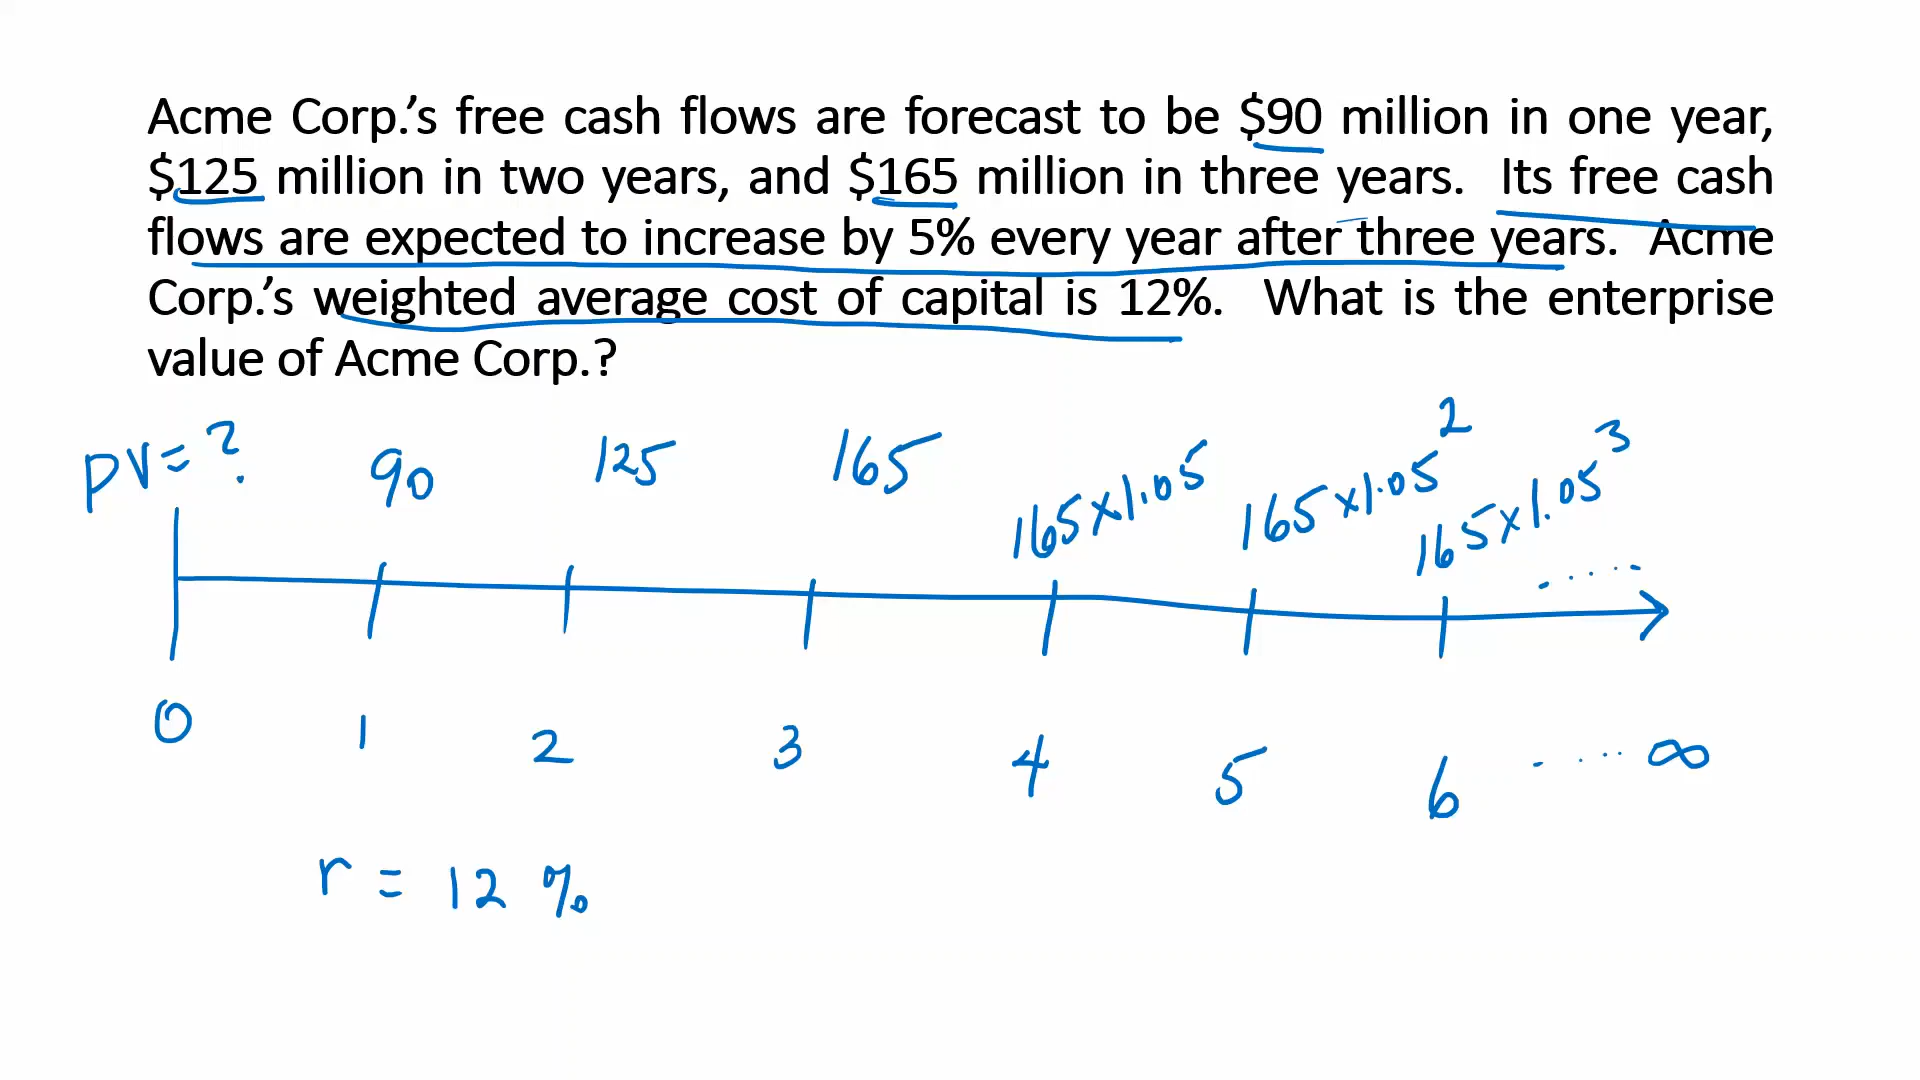 Acme Corp.’s free cash flows are forecast to be $90 million in one year,
$125 million in two years, and $165 million in three years. Its free cash
flows are expected to increase by 5% every year after three years. Acme
Corp.’s weighted average cost of capital is 12%. What is the enterprise
value of Acme Corp.?
PV = ? 90 125 165 165×1.05 165×1.05² 165×1.05³ .....
0 1 2 3 4 5 6 .... ∞
r = 12 %